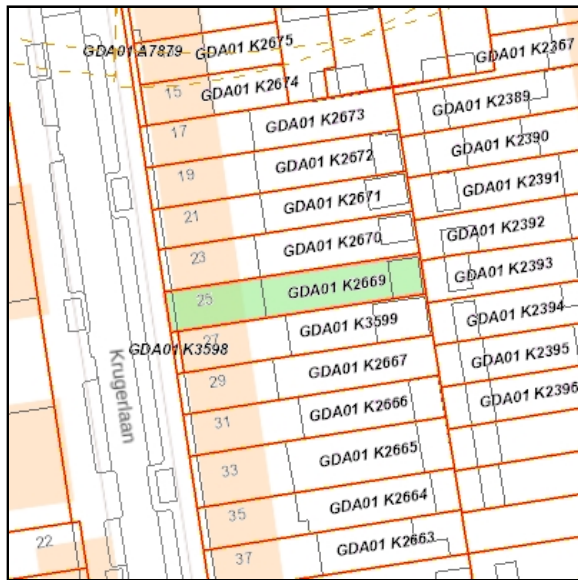 GDA01 K2675
GDA01 A7879
GDA01 K2367
15
GDA01 K2674
GDA01 K2389
17
GDA01 K2673
GDA01 K2390
19
GDA01 K2672
GDA01 K2391
21
GDA01 K2671
GDA01 K2392
23
GDA01 K2670
GDA01 K2393
25
GDA01 K2669
GDA01 K2394
27
GDA01 K3599
GDA01 K3598
GDA01 K2395
29
GDA01 K2667
GDA01 K2396
Krugerlaan
31
GDA01 K2666
33
GDA01 K2665
35
GDA01 K2664
22
37
GDA01 K2663